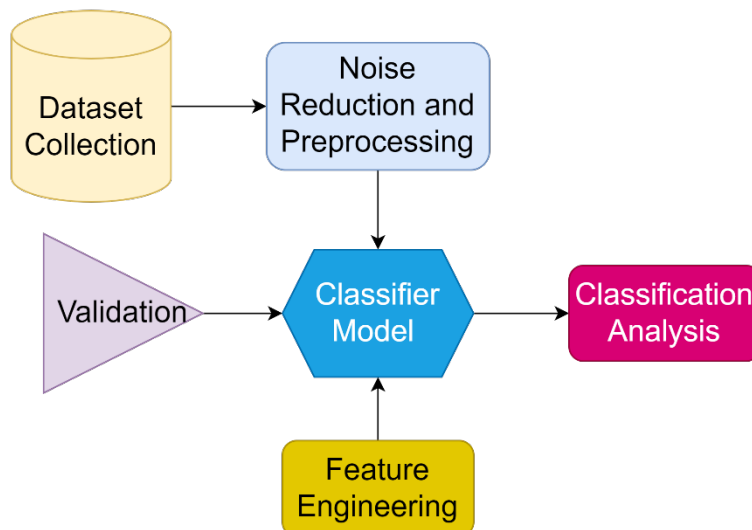 Dataset
Collection
Noise
Reduction and
Preprocessing
Validation
Classifier
Model
Classification
Analysis
Feature
Engineering